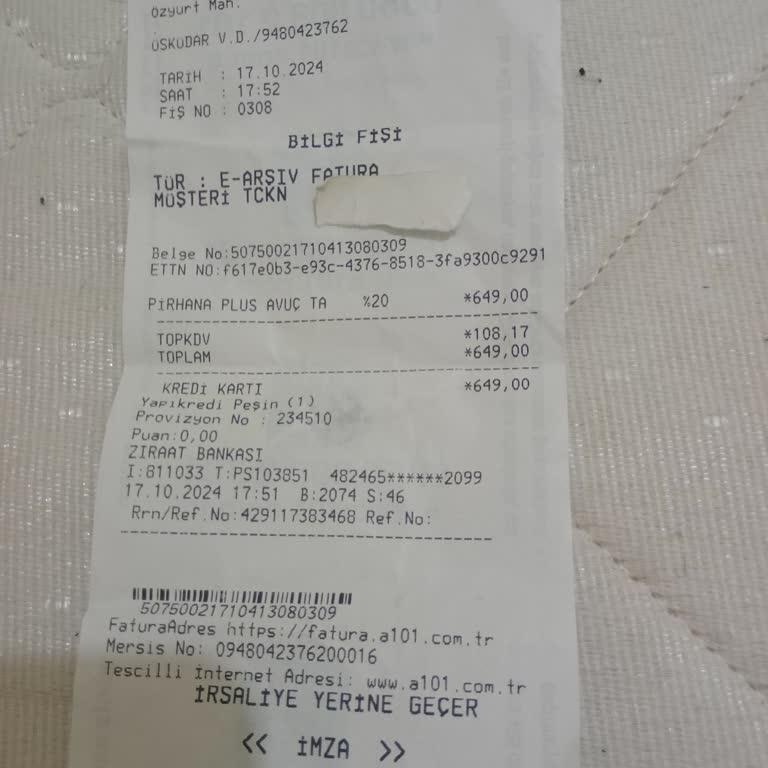 Özyurt Mah.
ÜSKÜDAR V.D./9480423762
TARİH : 17.10.2024
SAAT : 17:52
FİŞ NO : 0308
BİLGİ FİŞİ
TÜR : E-ARŞİV FATURA
MÜŞTERİ TCKN
Belge No:50750021710413080309
ETTN NO:f617e0b3-e93c-4376-8518-3fa9300c9291
PİRHANA PLUS AVUÇ TA %20 *649,00
TOPKDV *108,17
TOPLAM *649,00
KREDİ KARTI *649,00
Yapıkredi Peşin (1)
Provizyon No : 234510
Puan:0,00
ZİRAAT BANKASI
I:811033 T:PS103851 482465******2099
17.10.2024 17:51 B:2074 S:46
Rrn/Ref.No:429117383468 Ref.No:
50750021710413080309
FaturaAdres https://fatura.a101.com.tr
Mersis No: 0948042376200016
Tescilli İnternet Adresi: www.a101.com.tr
İRSALİYE YERİNE GEÇER
<< İMZA >>